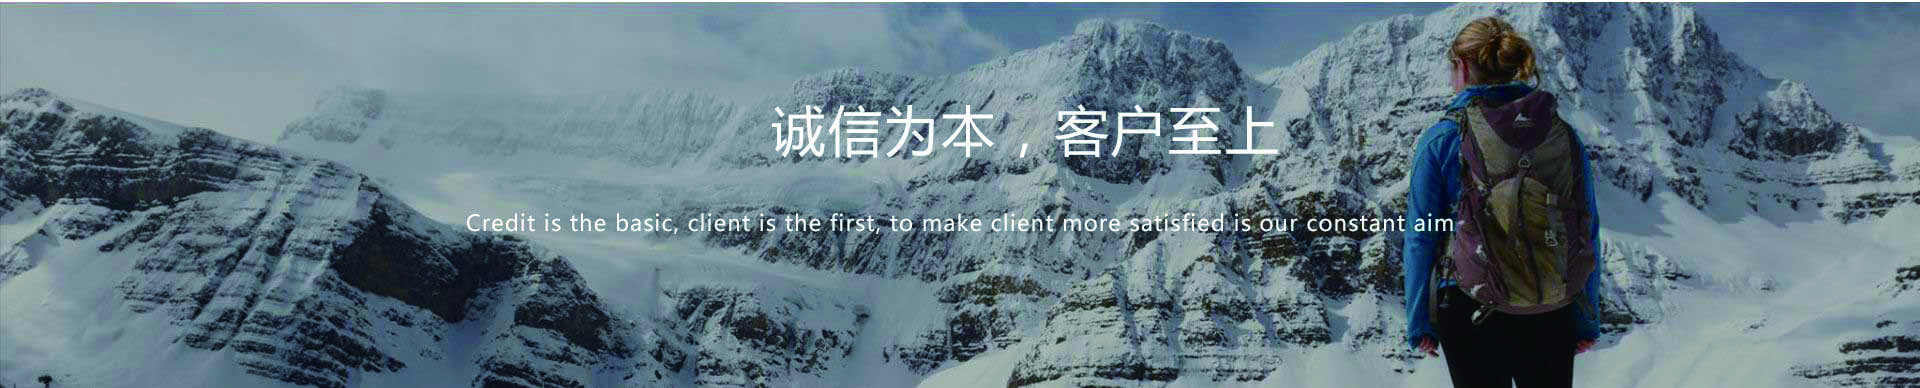 诚信为本，客户至上
Credit is the basic, client is the first, to make client more satisfied is our constant aim